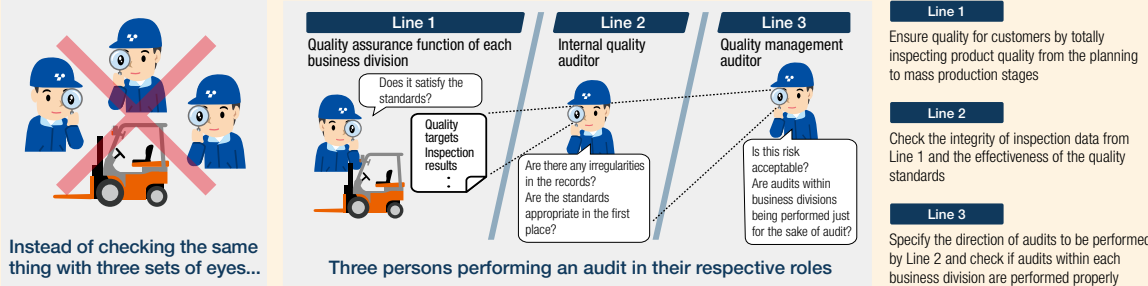 Instead of checking the same
thing with three sets of eyes...
Line 1
Quality assurance function of each
business division
Does it satisfy the
standards?
Quality
targets
Inspection
results
:
Line 2
Internal quality
auditor
Are there any irregularities
in the records?
Are the standards
appropriate in the first
place?
Line 3
Quality management
auditor
Is this risk
acceptable?
Are audits within
business divisions
being performed just
for the sake of audit?
Three persons performing an audit in their respective roles
Line 1
Ensure quality for customers by totally
inspecting product quality from the planning
to mass production stages
Line 2
Check the integrity of inspection data from
Line 1 and the effectiveness of the quality
standards
Line 3
Specify the direction of audits to be performed
by Line 2 and check if audits within each
business division are performed properly